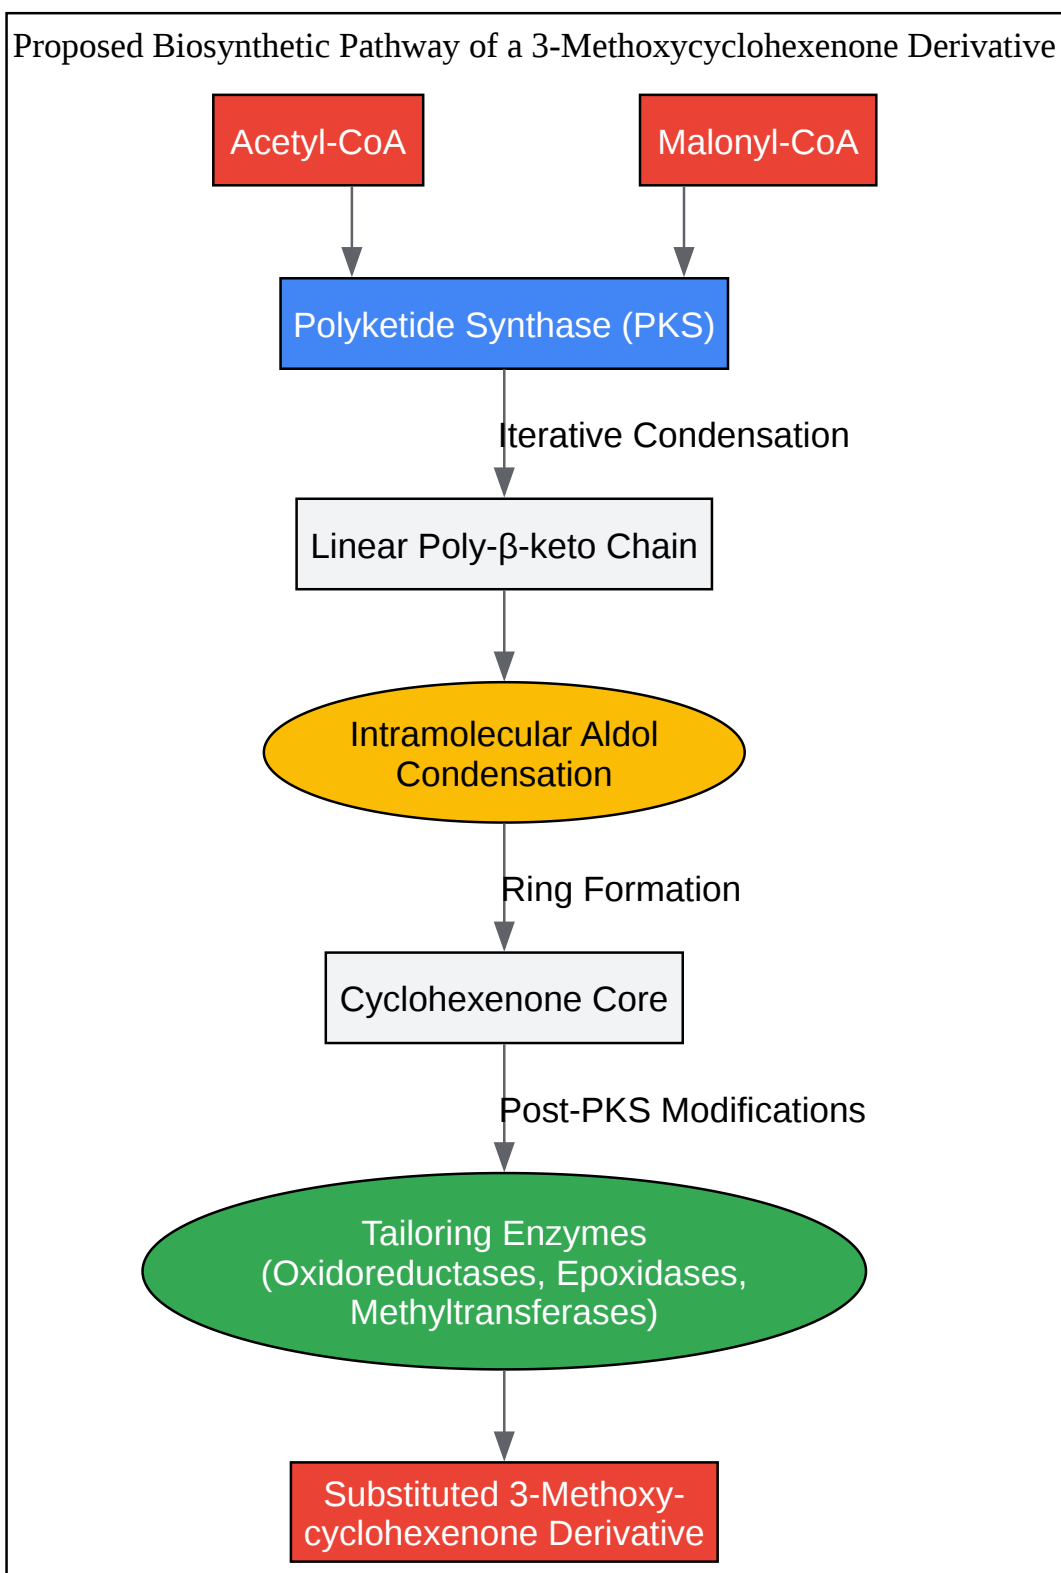 Proposed Biosynthetic Pathway of a 3-Methoxycyclohexenone Derivative
Acetyl-CoA
Malonyl-CoA
Polyketide Synthase (PKS)
Iterative Condensation
Linear Poly-β-keto Chain
Intramolecular Aldol
Condensation
Ring Formation
Cyclohexenone Core
Post-PKS Modifications
Tailoring Enzymes
(Oxidoreductases, Epoxidases,
Methyltransferases)
Substituted 3-Methoxy-
cyclohexenone Derivative